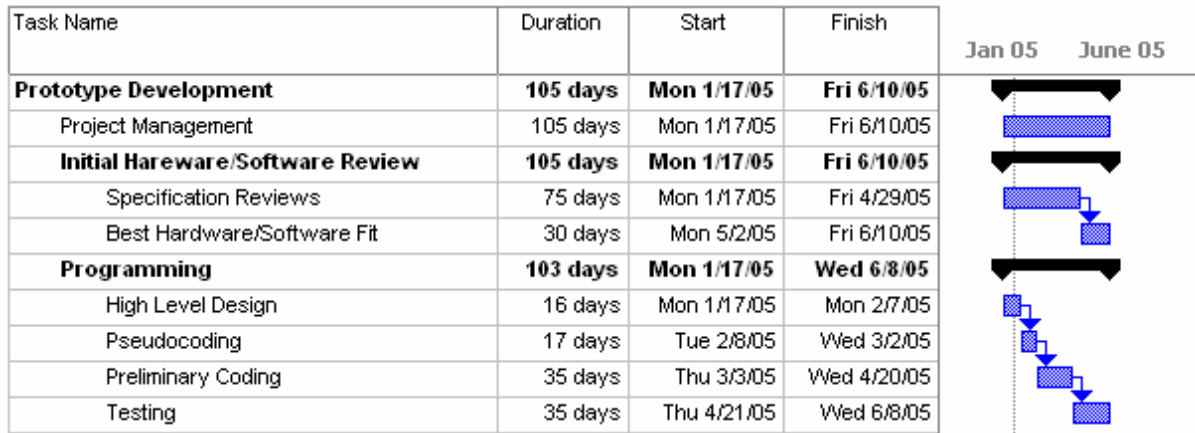 Task Name Duration Start Finish
Jan 05 June 05
Prototype Development 105 days Mon 1/17/05 Fri 6/10/05
Project Management 105 days Mon 1/17/05 Fri 6/10/05
Initial Hareware/Software Review 105 days Mon 1/17/05 Fri 6/10/05
Specification Reviews 75 days Mon 1/17/05 Fri 4/29/05
Best Hardware/Software Fit 30 days Mon 5/2/05 Fri 6/10/05
Programming 103 days Mon 1/17/05 Wed 6/8/05
High Level Design 16 days Mon 1/17/05 Mon 2/7/05
Pseudocoding 17 days Tue 2/8/05 Wed 3/2/05
Preliminary Coding 35 days Thu 3/3/05 Wed 4/20/05
Testing 35 days Thu 4/21/05 Wed 6/8/05